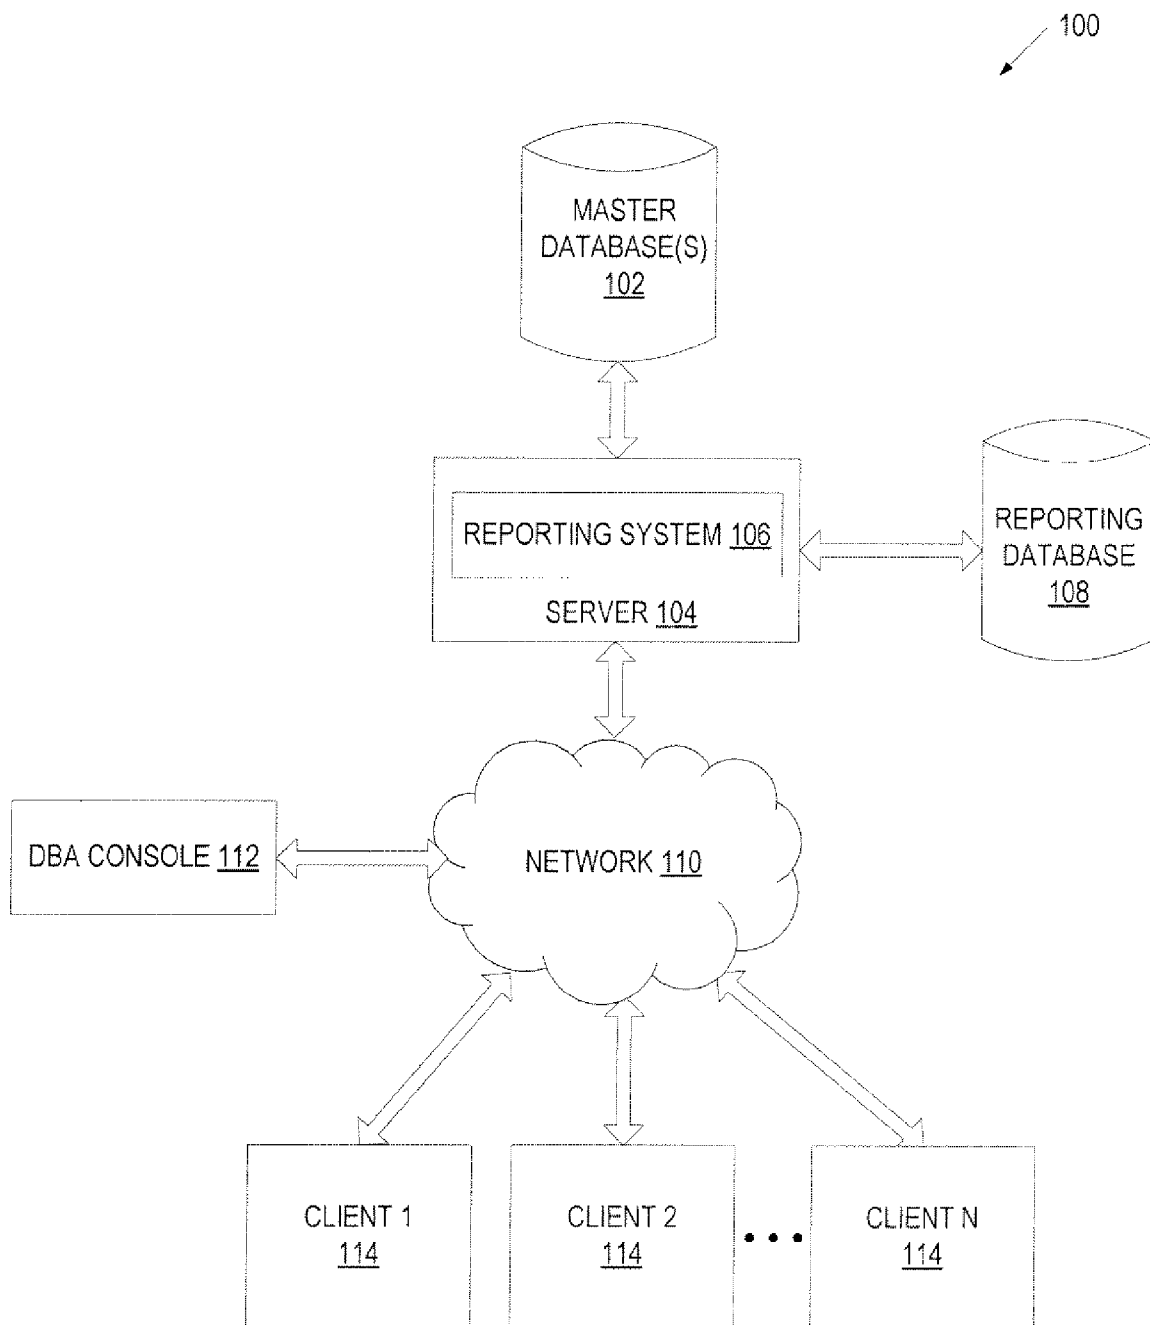 100
MASTER
DATABASE(S)
102
REPORTING SYSTEM 106
SERVER 104
REPORTING
DATABASE
108
DBA CONSOLE 112
NETWORK 110
CLIENT 1
114
CLIENT 2
114
CLIENT N
114